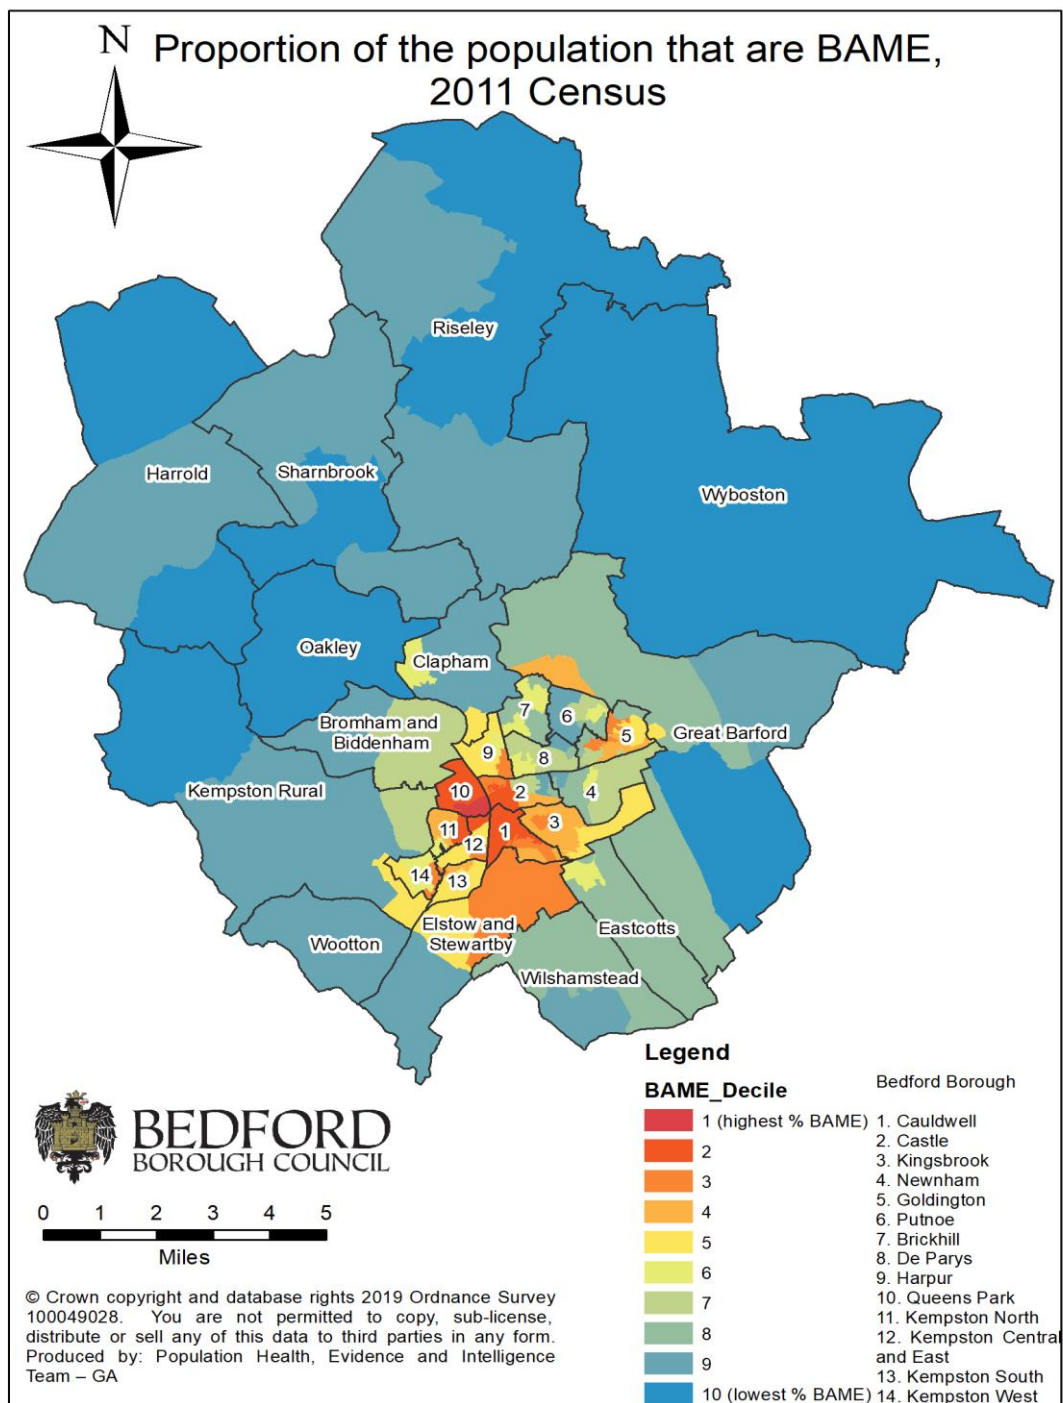 N
Proportion of the population that are BAME,
2011 Census
Riseley
Harrold
Sharnbrook
Wyboston
Oakley
Clapham
Bromham and
Biddenham
Great Barford
Kempston Rural
7
6
5
9
8
10
2
4
11
1
3
12
14
13
Elstow and
Stewartby
Eastcotts
Wootton
Wilshamstead
BEDFORD
BOROUGH COUNCIL
0 1 2 3 4 5
Miles
© Crown copyright and database rights 2019 Ordnance Survey
100049028. You are not permitted to copy, sub-license,
distribute or sell any of this data to third parties in any form.
Produced by: Population Health, Evidence and Intelligence
Team – GA
Legend
BAME_Decile
1 (highest % BAME)
2
3
4
5
6
7
8
9
10 (lowest % BAME)
Bedford Borough
1. Cauldwell
2. Castle
3. Kingsbrook
4. Newnham
5. Goldington
6. Putnoe
7. Brickhill
8. De Parys
9. Harpur
10. Queens Park
11. Kempston North
12. Kempston Central
and East
13. Kempston South
14. Kempston West